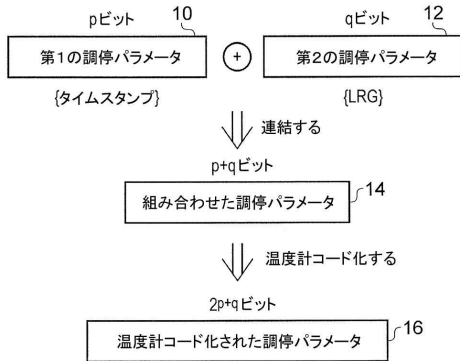 pビット 10
第1の調停パラメータ
{タイムスタンプ}
+
qビット 12
第2の調停パラメータ
{LRG}
連結する
p+qビット
組み合わせた調停パラメータ 14
温度計コード化する
2p+qビット
温度計コード化された調停パラメータ 16